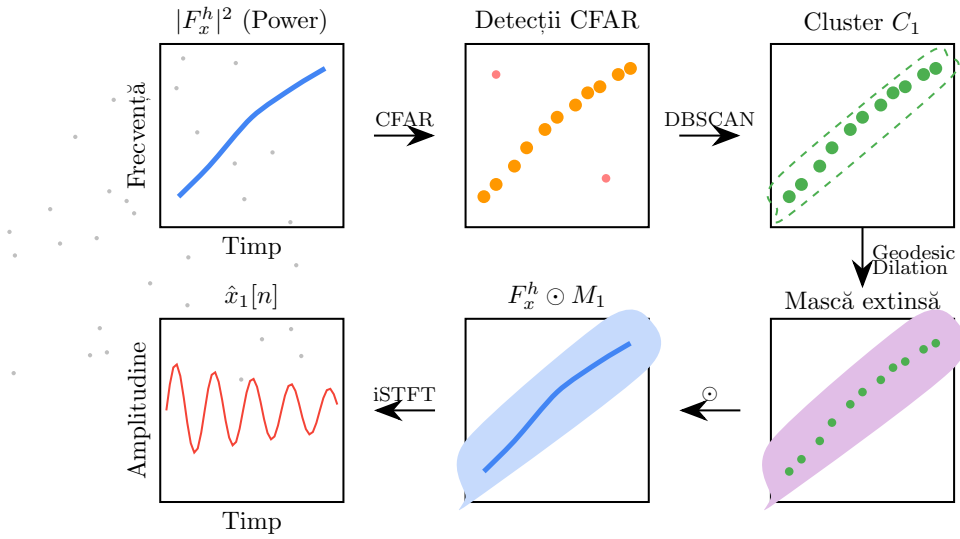 |F_x^h|^2 (Power)
Detecții CFAR
Cluster C_1
Frecvență
CFAR
DBSCAN
Timp
Geodesic
Dilation
x̂_1[n]
F_x^h ⊙ M_1
Mască extinsă
Amplitudine
iSTFT
⊙
Timp